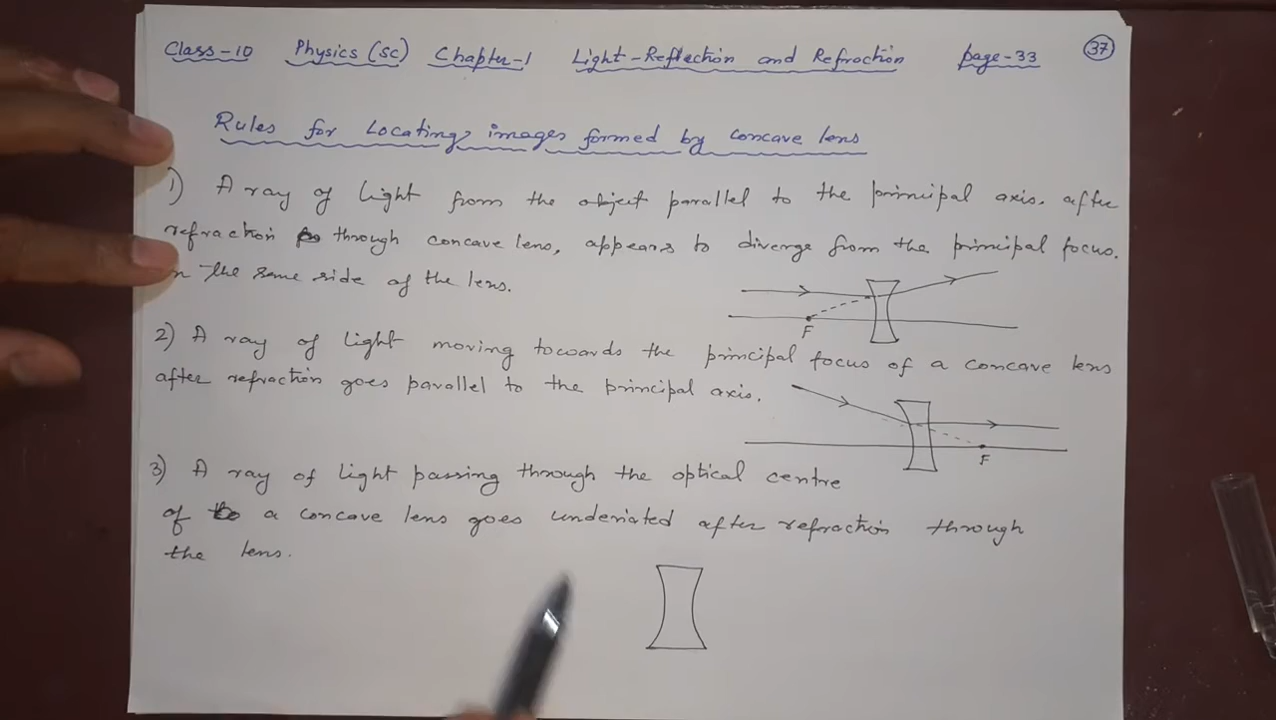 Class-10 Physics (SC) Chapter-1 Light-Reflection and Refraction page-33 37
Rules for Locating images formed by concave lens
1) A ray of light from the object parallel to the principal axis. after
refraction through concave lens, appears to diverge from the principal focus.
the same side of the lens.
F
2) A ray of light moving towards the principal focus of a concave lens
after refraction goes parallel to the principal axis.
F
3) A ray of light passing through the optical centre
of a concave lens goes undeviated after refraction through
the lens.